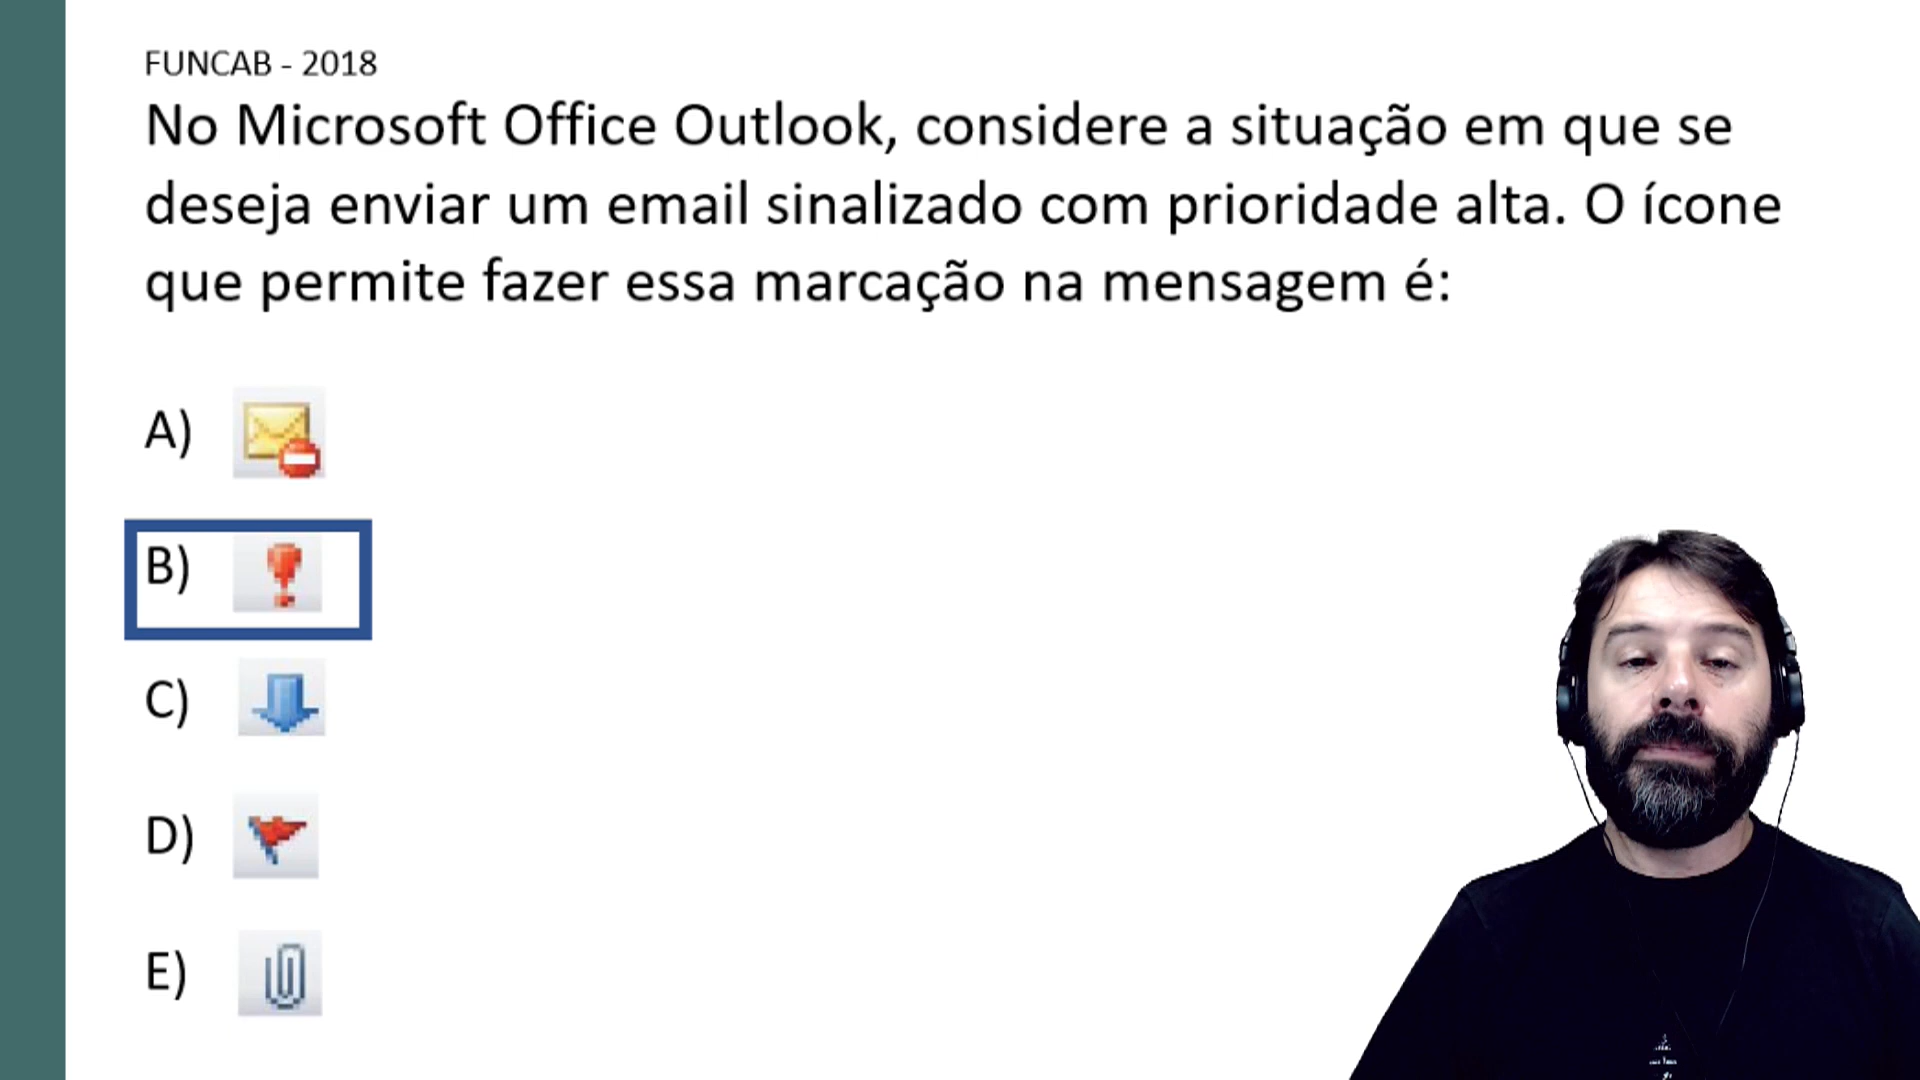 FUNCAB - 2018
No Microsoft Office Outlook, considere a situação em que se
deseja enviar um email sinalizado com prioridade alta. O ícone
que permite fazer essa marcação na mensagem é:
A)
B)
C)
D)
E)